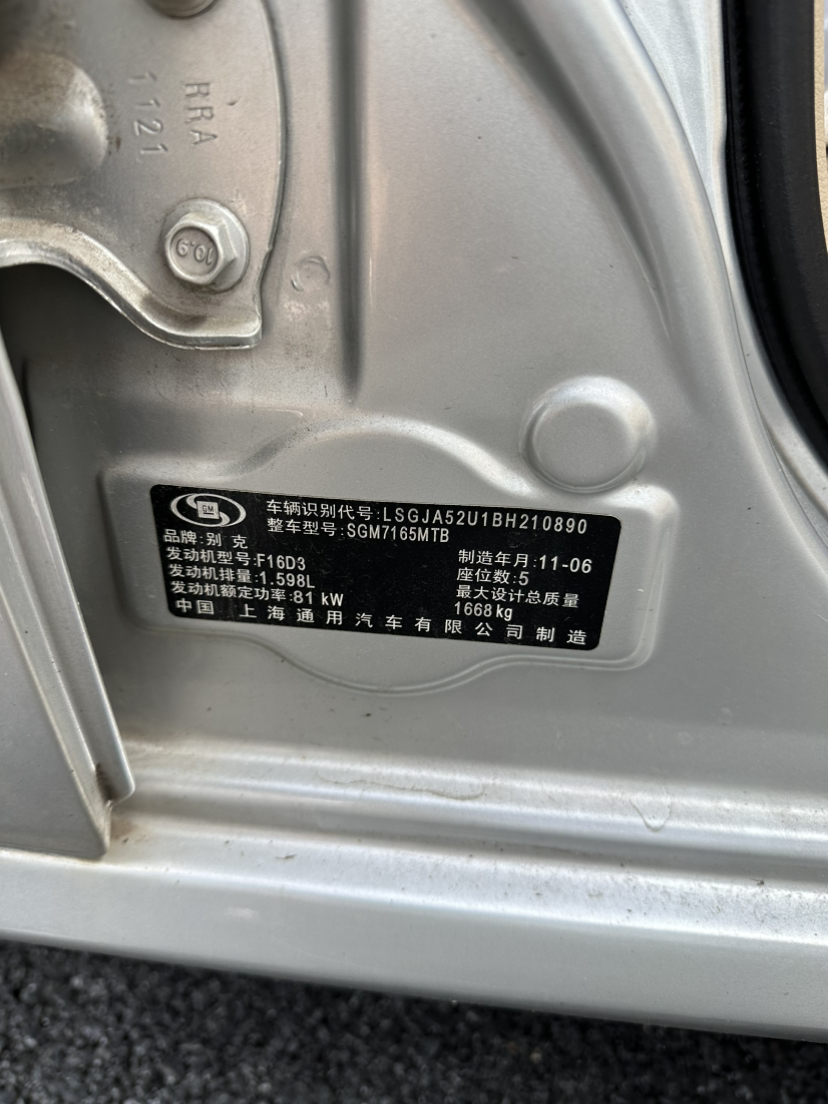 RRA
1121
10.9
GM
车辆识别代号:LSGJA52U1BH210890
整车型号:SGM7165MTB
品牌:别克
发动机型号:F16D3
制造年月:11-06
发动机排量:1.598L
座位数:5
发动机额定功率:81 kW
最大设计总质量
1668kg
中国 上海通用汽车有限公司制造